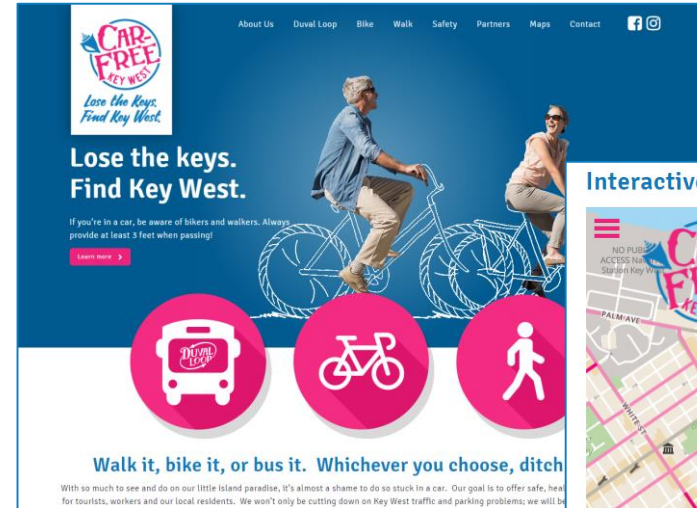 About Us Duval Loop Bike Walk Safety Partners Maps Contact
CAR-
FREE
KEY WEST
Lose the Keys.
Find Key West.
Lose the keys.
Find Key West.
If you're in a car, be aware of bikers and walkers. Always
provide at least 3 feet when passing!
Learn more
DUVAL
LOOP
Walk it, bike it, or bus it. Whichever you choose, ditch
With so much to see and do on our little island paradise, it's almost a shame to do so stuck in a car. Our goal is to offer safe, heal
for tourists, workers and our local residents. We won't only be cutting down on Key West traffic and parking problems; we will be
Interactive
NO PUB
ACCESS Nav
Station Key W
PALM AVE
WHITE ST